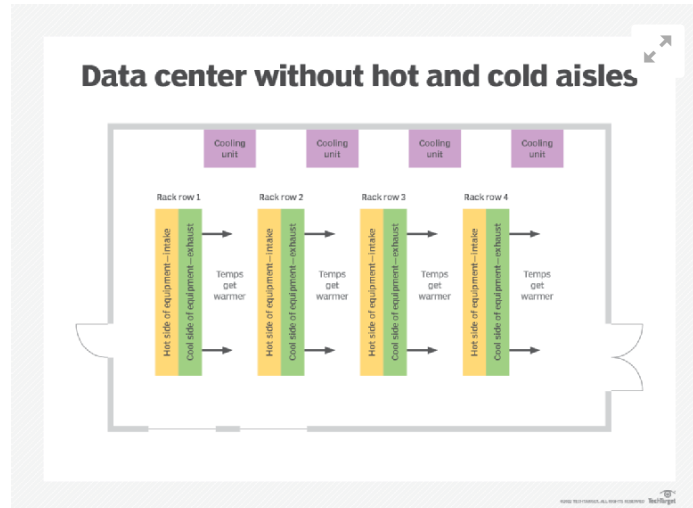 Data center without hot and cold aisles
Cooling
unit
Cooling
unit
Cooling
unit
Cooling
unit
Rack row 1
Rack row 2
Rack row 3
Rack row 4
Hot side of equipment—intake
Cool side of equipment—exhaust
Temps
get
warmer
Hot side of equipment—intake
Cool side of equipment—exhaust
Temps
get
warmer
Hot side of equipment—intake
Cool side of equipment—exhaust
Temps
get
warmer
Hot side of equipment—intake
Cool side of equipment—exhaust
Temps
get
warmer
TechTarget